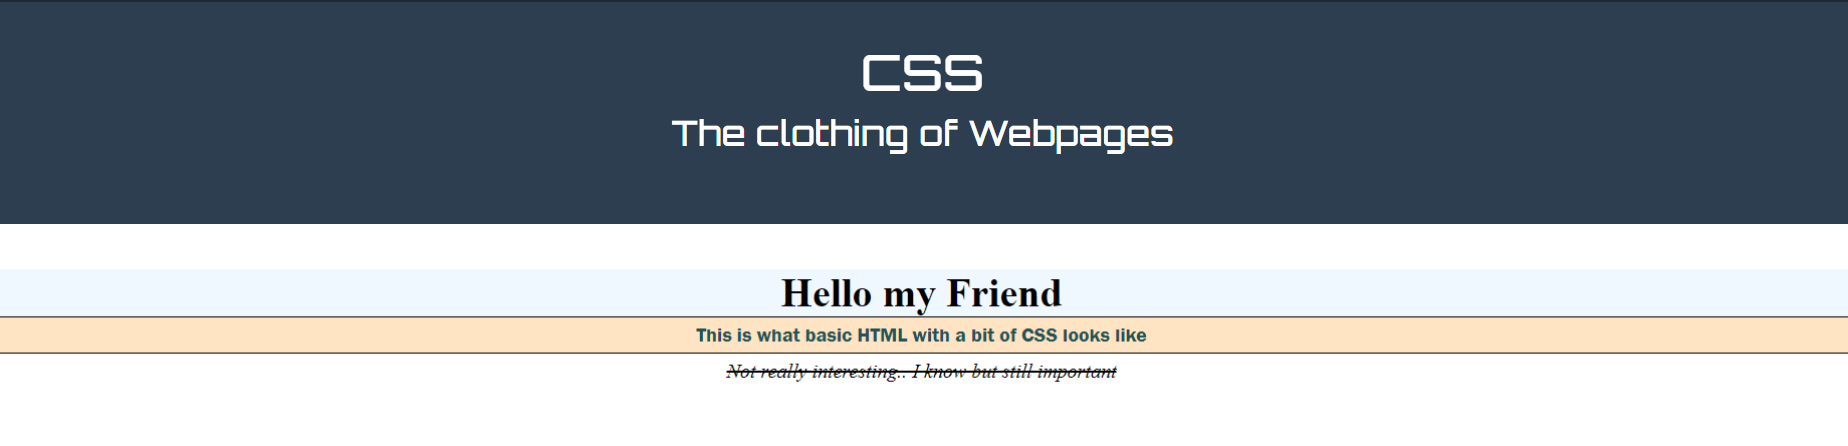 CSS
The clothing of Webpages
Hello my Friend
This is what basic HTML with a bit of CSS looks like
Not really interesting.. I know but still important